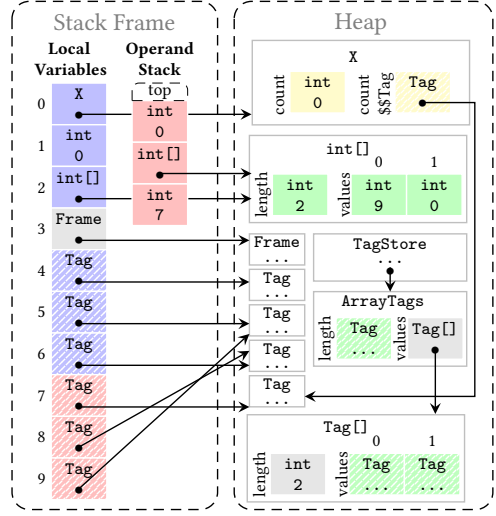 Stack Frame
Local
Variables
Operand
Stack
top
0
X
int
0
1
int
0
int[]
2
int[]
int
7
3
Frame
4
Tag
5
Tag
6
Tag
7
Tag
8
Tag
9
Tag
Heap
X
count
int
0
count
$$Tag
Tag
int[]
0
1
length
int
2
values
int
9
int
0
Frame
...
Tag
...
Tag
...
Tag
...
Tag
...
TagStore
...
ArrayTags
length
Tag
...
values
Tag[]
Tag[]
0
1
length
int
2
values
Tag
...
Tag
...